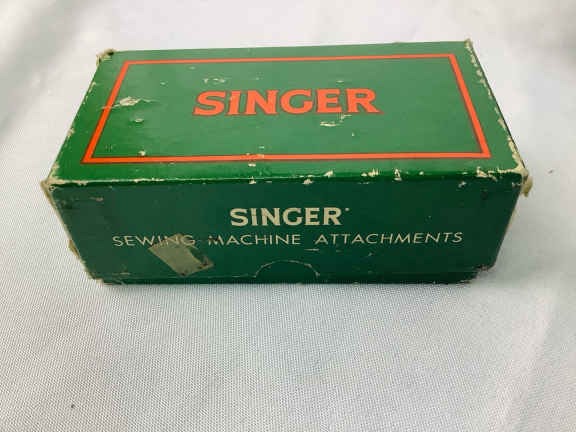 SINGER
SINGER®
SEWING MACHINE ATTACHMENTS